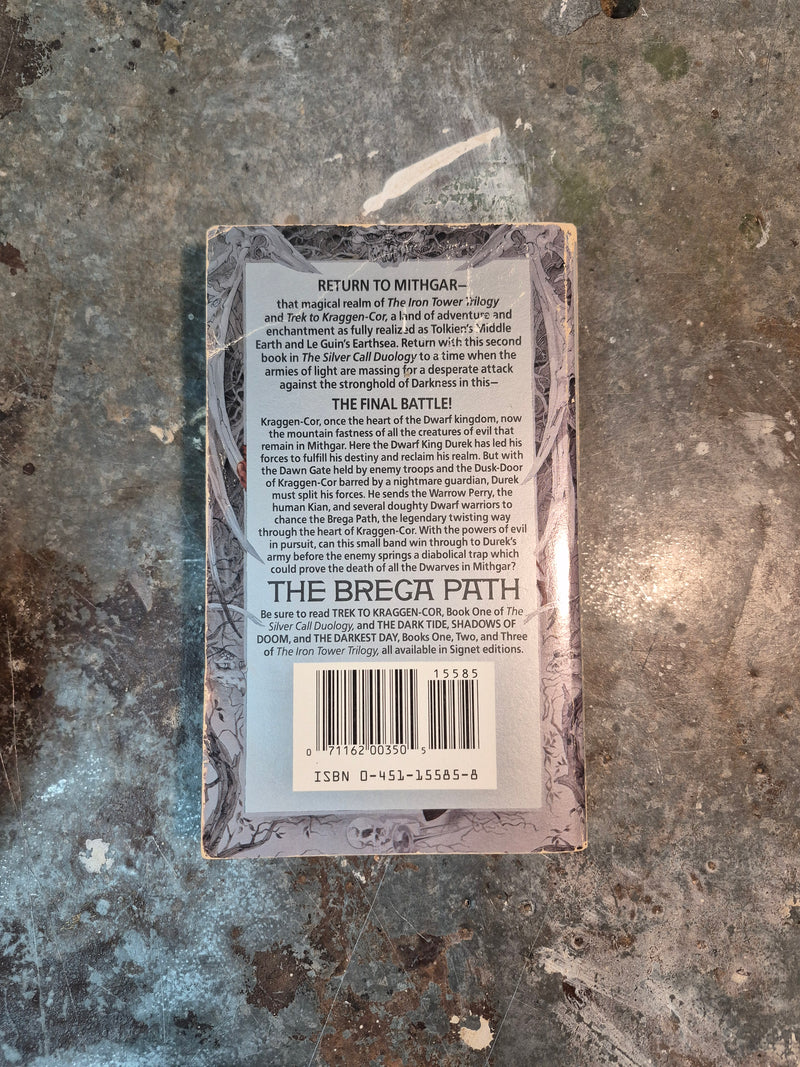 RETURN TO MITHGAR—
that magical realm of The Iron Tower Trilogy
and Trek to Kraggen-Cor, a land of adventure and
enchantment as fully realized as Tolkien's Middle
Earth and Le Guin's Earthsea. Return with this second
book in The Silver Call Duology to a time when the
armies of light are massing for a desperate attack
against the stronghold of Darkness in this—
THE FINAL BATTLE!
Kraggen-Cor, once the heart of the Dwarf kingdom, now
the mountain fastness of all the creatures of evil that
remain in Mithgar. Here the Dwarf King Durek has led his
forces to fulfill his destiny and reclaim his realm. But with
the Dawn Gate held by enemy troops and the Dusk-Door
of Kraggen-Cor barred by a nightmare guardian, Durek
must split his forces. He sends the Warrow Perry, the
human Kian, and several doughty Dwarf warriors to
chance the Brega Path, the legendary twisting way
through the heart of Kraggen-Cor. With the powers of evil
in pursuit, can this small band win through to Durek's
army before the enemy springs a diabolical trap which
could prove the death of all the Dwarves in Mithgar?
THE BREGA PATH
Be sure to read TREK TO KRAGGEN-COR, Book One of The
Silver Call Duology, and THE DARK TIDE, SHADOWS OF
DOOM, and THE DARKEST DAY, Books One, Two, and Three
of The Iron Tower Trilogy, all available in Signet editions.
15585
0 71162 00350 5
ISBN 0-451-15585-8